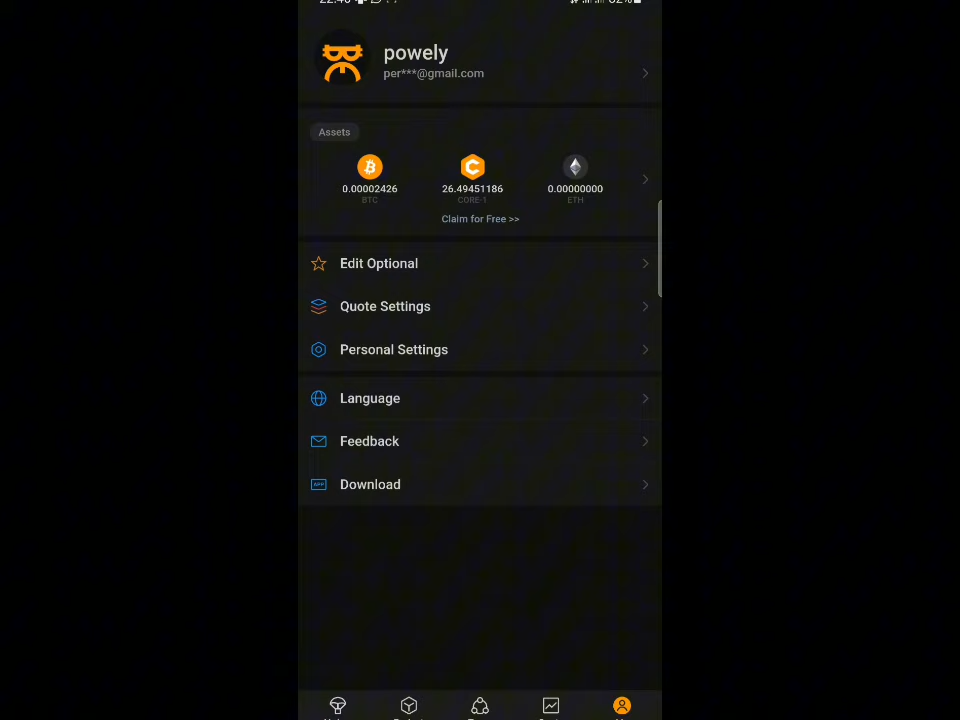 powely
per***@gmail.com
Assets
0.00002426
26.49451186
0.00000000
BTC
CORE-1
ETH
Claim for Free >>
Edit Optional
Quote Settings
Personal Settings
Language
Feedback
Download
APP